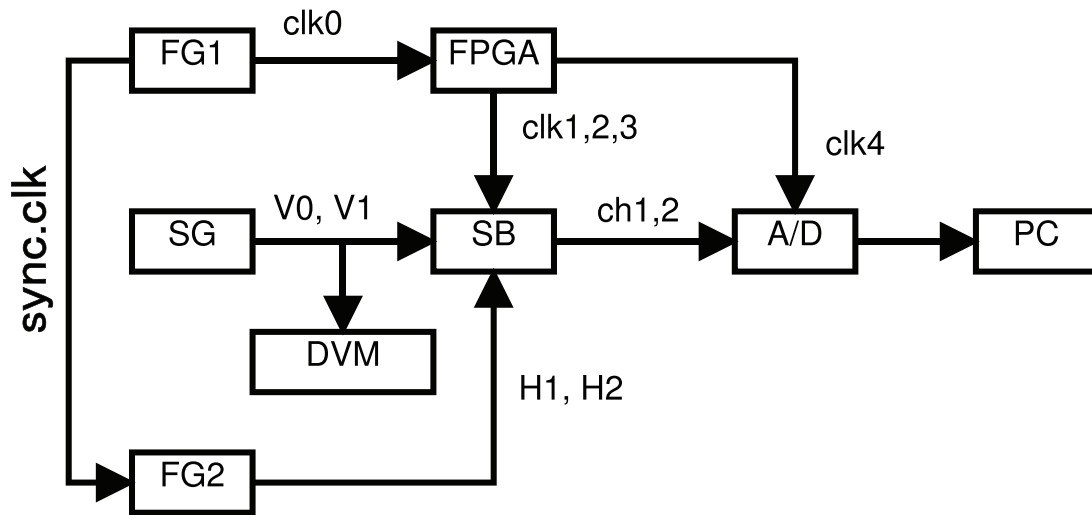 clk0
FG1
FPGA
clk1,2,3
clk4
sync.clk
V0, V1
ch1,2
SG
SB
A/D
PC
DVM
H1, H2
FG2